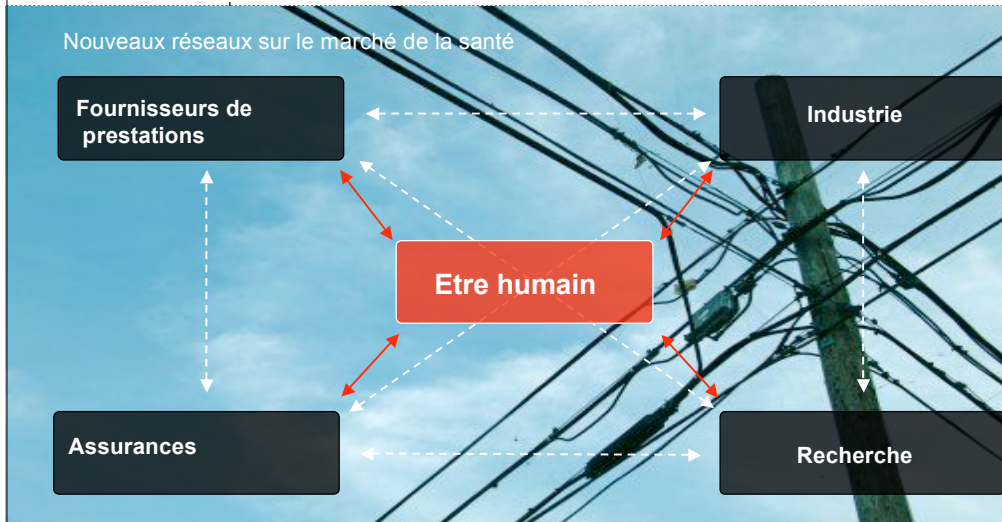 Nouveaux réseaux sur le marché de la santé
Fournisseurs de
prestations
Industrie
Etre humain
Assurances
Recherche